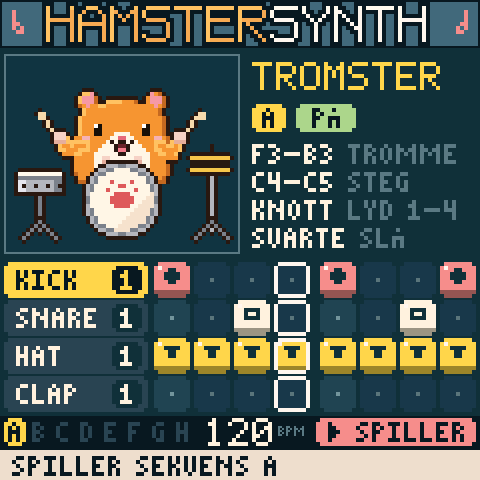 HAMSTERSYNTH
TROMSTER
A PÅ
F3-B3 TROMME
C4-C5 STEG
KNOTT LYD 1-4
SVARTE SLÅ
KICK 1
SNARE 1
HAT 1
CLAP 1
A B C D E F G H 120 BPM SPILLER
SPILLER SEKVENS A